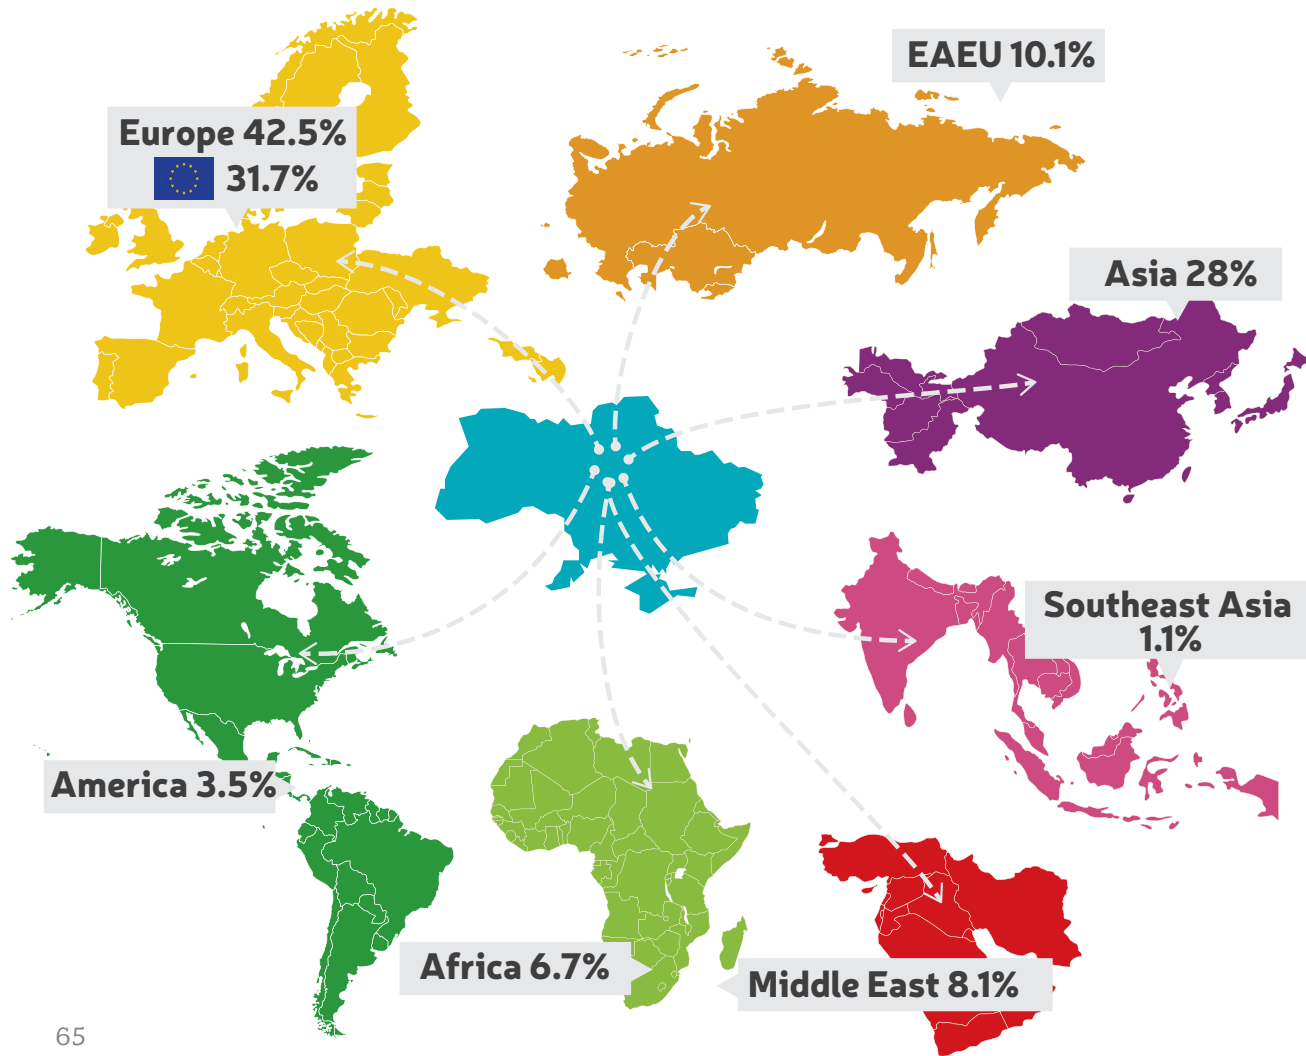 EAEU 10.1%
Europe 42.5%
31.7%
Asia 28%
Southeast Asia
1.1%
America 3.5%
Africa 6.7%
Middle East 8.1%
65